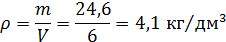 ρ = m/V = 24,6/6 = 4,1 кг/дм³